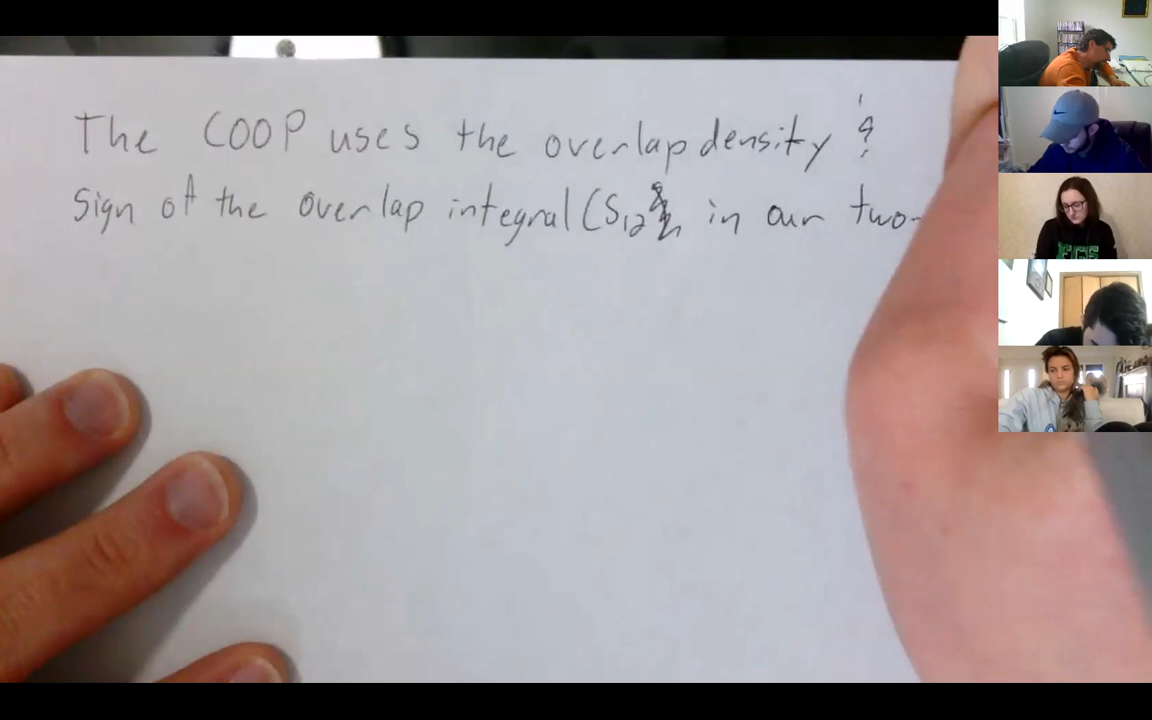 The COOP uses the overlap density &
Sign of the overlap integral (S₁₂ in our two-